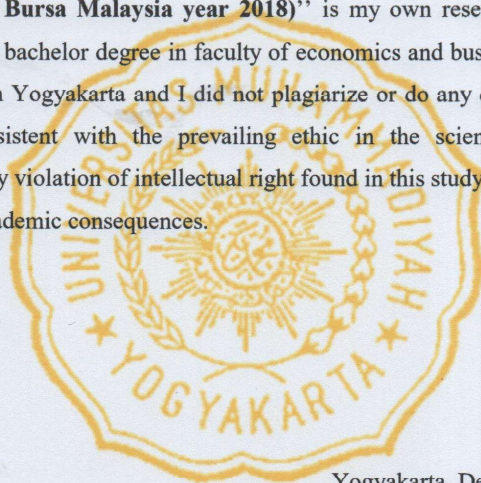 Bursa Malaysia year 2018)'' is my own rese
bachelor degree in faculty of economics and bus
Yogyakarta and I did not plagiarize or do any
sistent with the prevailing ethic in the scien
y violation of intellectual right found in this study
ademic consequences.
UNIVERSITAS MUHAMMADIYAH
★ YOGYAKARTA ★
Yogyakarta, De